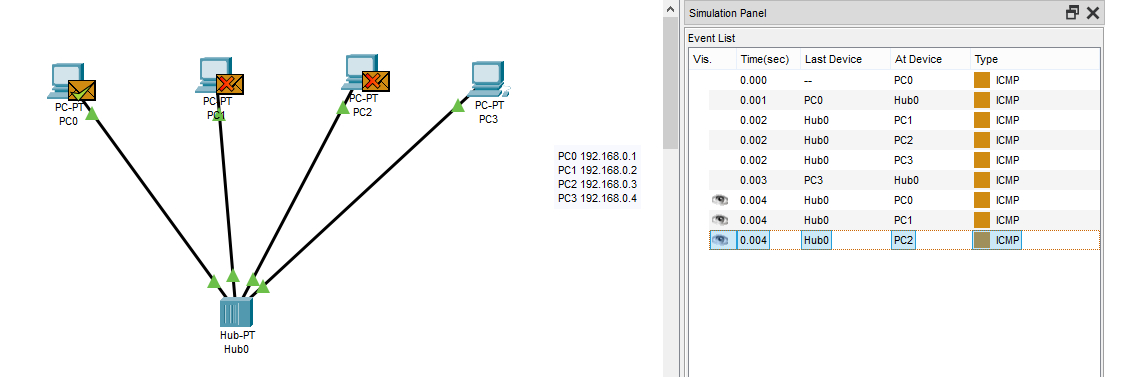 PC-PT
PC0
PC-PT
PC1
PC-PT
PC2
PC-PT
PC3
PC0 192.168.0.1
PC1 192.168.0.2
PC2 192.168.0.3
PC3 192.168.0.4
Hub-PT
Hub0
Simulation Panel
Event List
Vis. Time(sec) Last Device At Device Type
0.000 -- PC0 ICMP
0.001 PC0 Hub0 ICMP
0.002 Hub0 PC1 ICMP
0.002 Hub0 PC2 ICMP
0.002 Hub0 PC3 ICMP
0.003 PC3 Hub0 ICMP
0.004 Hub0 PC0 ICMP
0.004 Hub0 PC1 ICMP
0.004 Hub0 PC2 ICMP